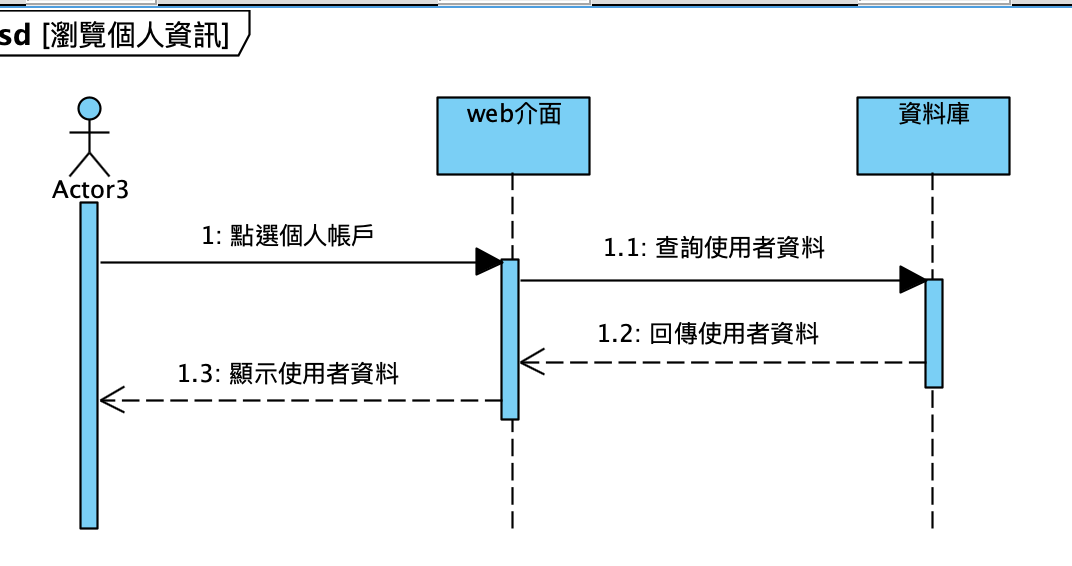 sd [瀏覽個人資訊]
web介面
資料庫
Actor3
1: 點選個人帳戶
1.1: 查詢使用者資料
1.2: 回傳使用者資料
1.3: 顯示使用者資料